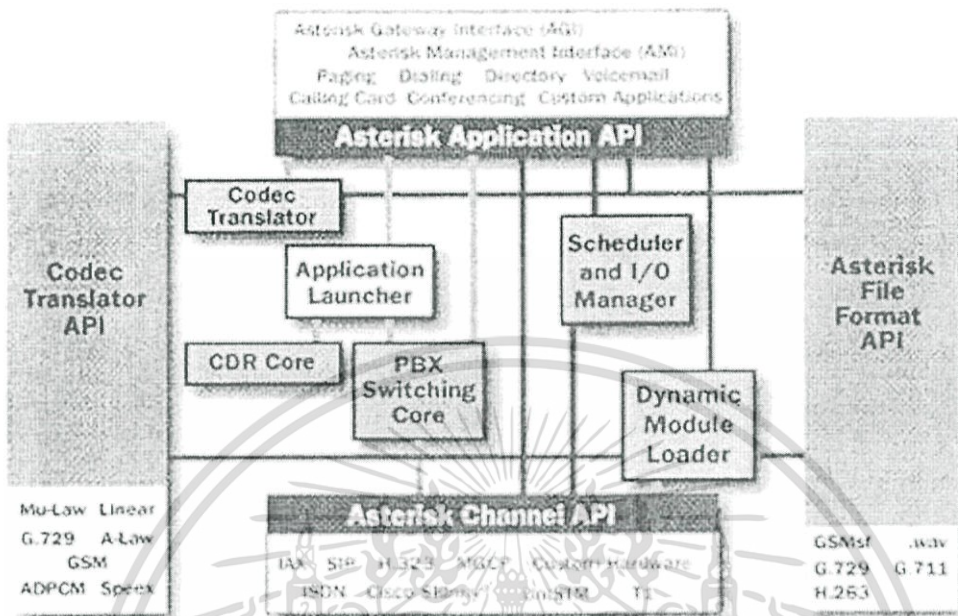 Asterisk Gateway Interface (AGI)
Asterisk Management Interface (AMI)
Paging Dialing Directory Voicemail
Calling Card Conferencing Custom Applications
Asterisk Application API
Codec
Translator
API
Mu-Law Linear
G.729 A-Law
GSM
ADPCM Speex
Codec
Translator
Application
Launcher
CDR Core
PBX
Switching
Core
Scheduler
and I/O
Manager
Dynamic
Module
Loader
Asterisk Channel API
IAX SIP H.323 MGCP Custom Hardware
ISDN Cisco Skinny UniSTIM T1
Asterisk
File
Format
API
GSMsf .wav
G.729 G.711
H.263